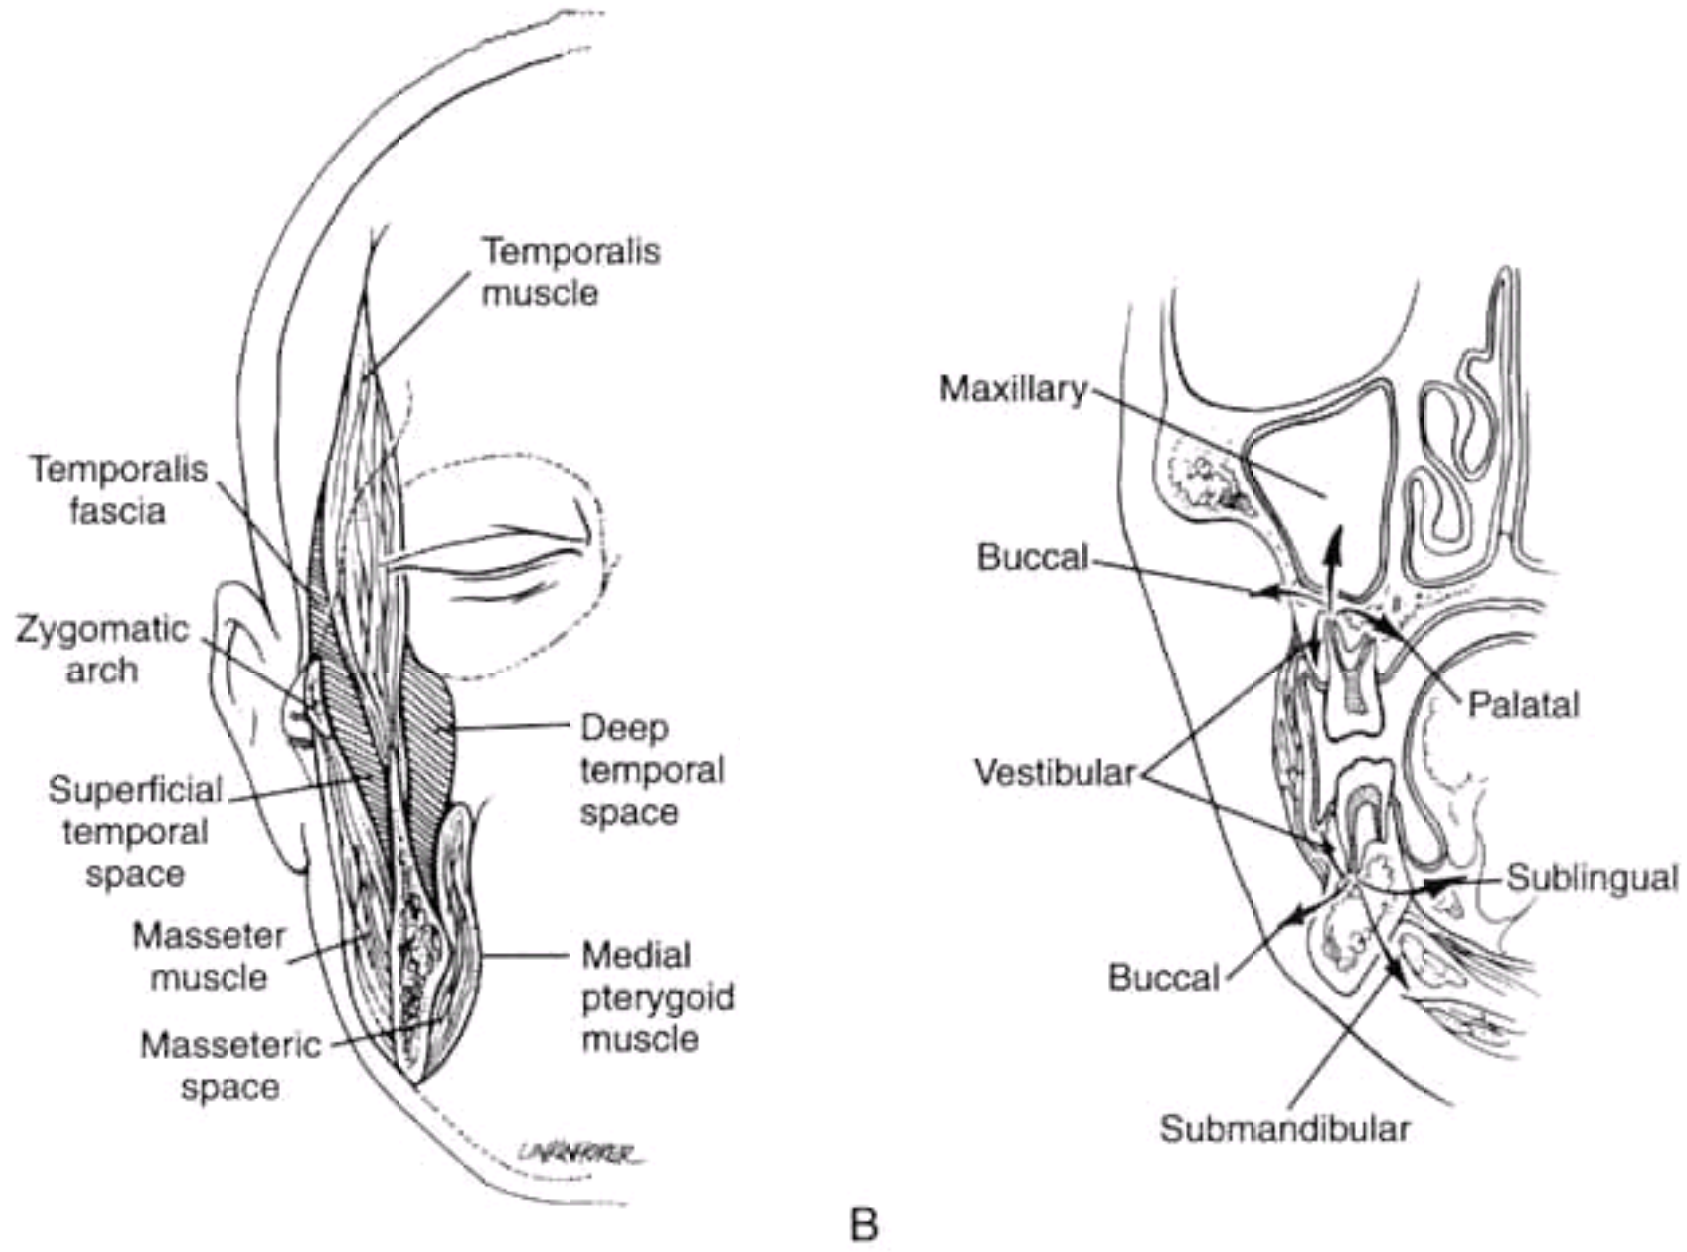 Temporalis
muscle
Temporalis
fascia
Zygomatic
arch
Deep
temporal
space
Superficial
temporal
space
Masseter
muscle
Medial
pterygoid
muscle
Masseteric
space
Maxillary
Buccal
Palatal
Vestibular
Sublingual
Buccal
Submandibular
B